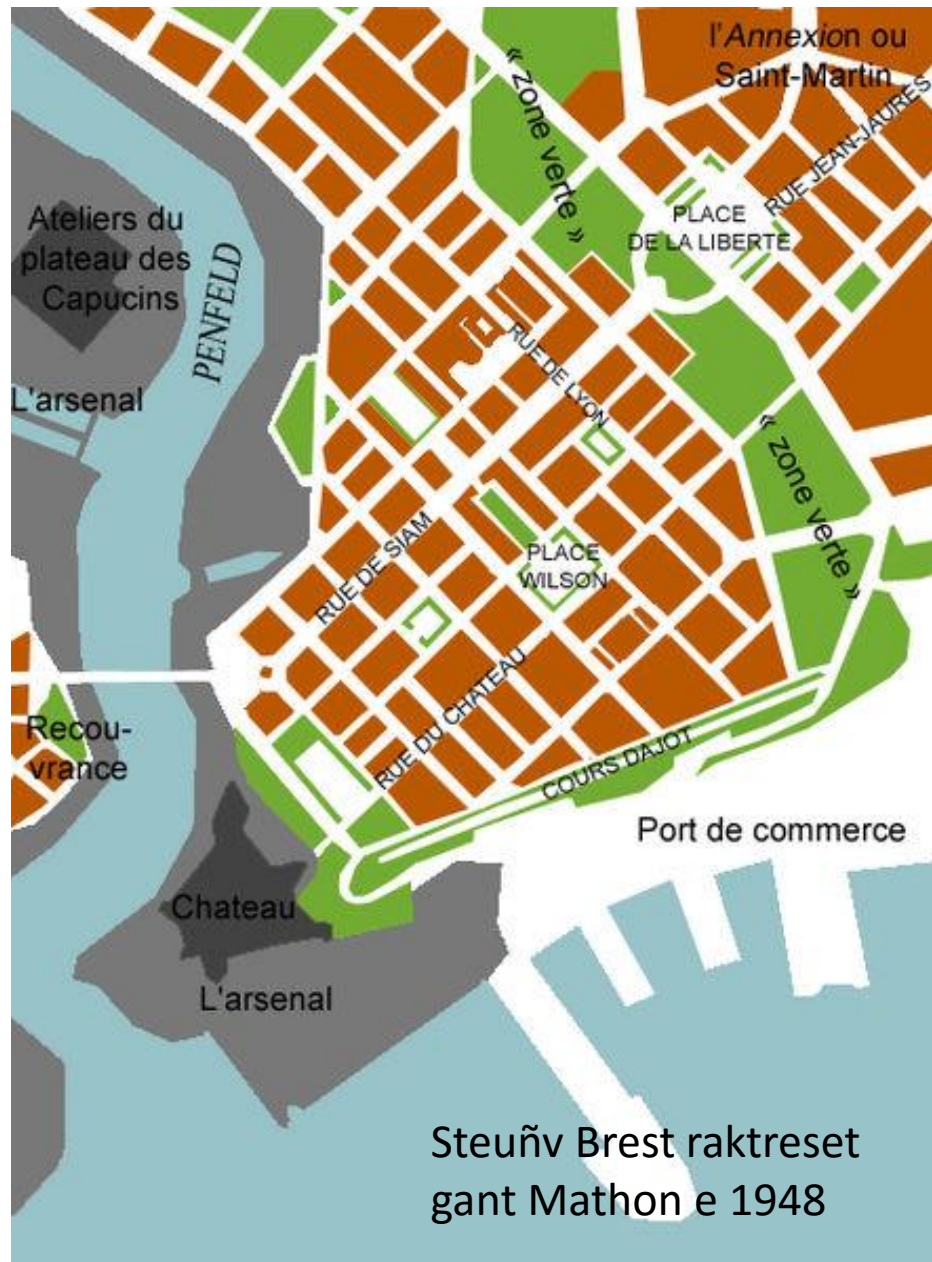 l'Annexion ou
Saint-Martin
« zone verte »
RUE JEAN-JAURES
PLACE
DE LA LIBERTE
Ateliers du
plateau des
Capucins
PENFELD
L'arsenal
RUE DE LYON
« zone verte »
RUE DE SIAM
PLACE
WILSON
RUE DU CHATEAU
Recou-
vrance
COURS DAJOT
Port de commerce
Chateau
L'arsenal
Steuñv Brest raktreset
gant Mathon e 1948